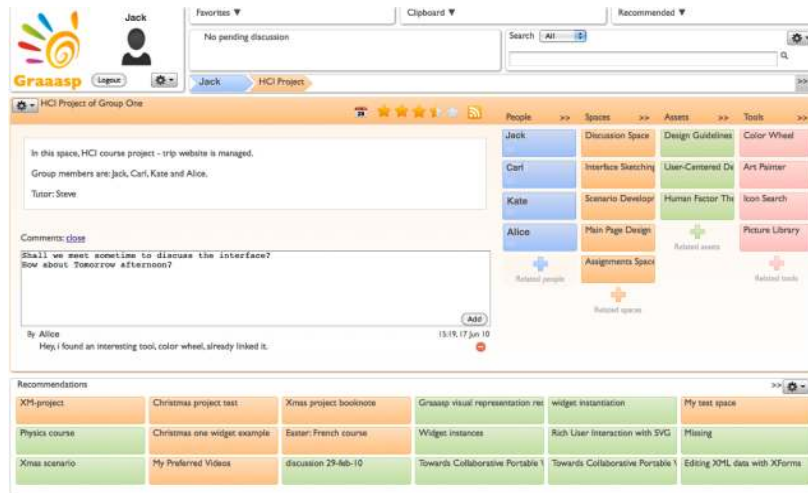 Jack
Favorites ▼
Clipboard ▼
Recommended ▼
No pending discussion
Search All
Graaasp
Logout
Jack
HCI Project
>>
HCI Project of Group One
People >> Spaces >> Assets >> Tools >>
In this space, HCI course project - trip website is managed.
Group members are: Jack, Carl, Kate and Alice.
Tutor: Steve
Jack
Discussion Space
Design Guidelines
Color Wheel
Carl
Interface Sketching
User-Centered De
Art Painter
Kate
Scenario Developr
Human Factor The
Icon Search
Alice
Main Page Design
Related assets
Picture Library
Related people
Assignments Space
Related tools
Related spaces
Comments: close
Shall we meet sometime to discuss the interface?
How about Tomorrow afternoon?
Add
By Alice
15:19, 17 Jun 10
Hey, i found an interesting tool, color wheel, already linked it.
Recommendations
>>
XM-project
Christmas project test
Xmas project booknote
Graaasp visual representation
widget instantiation
My test space
Physics course
Christmas one widget example
Easter: French course
Widget instances
Rich User Interaction with SVG
Missing
Xmas scenario
My Preferred Videos
discussion 29-feb-10
Towards Collaborative Portable
Towards Collaborative Portable
Editing XML data with XForms